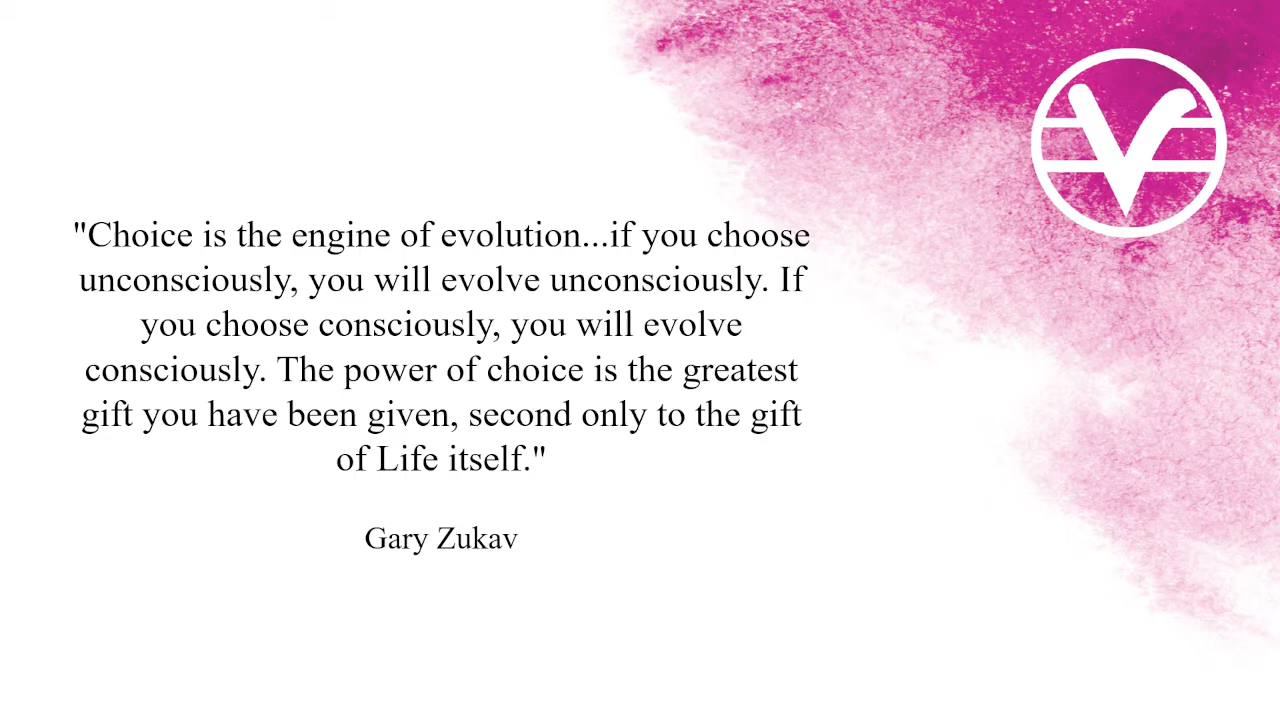 "Choice is the engine of evolution...if you choose
unconsciously, you will evolve unconsciously. If
you choose consciously, you will evolve
consciously. The power of choice is the greatest
gift you have been given, second only to the gift
of Life itself."
Gary Zukav